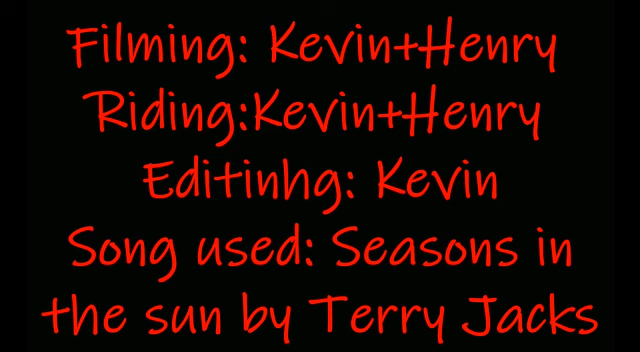 Filming: Kevin+Henry
Riding:Kevin+Henry
Editinhg: Kevin
Song used: Seasons in
the sun by Terry Jacks